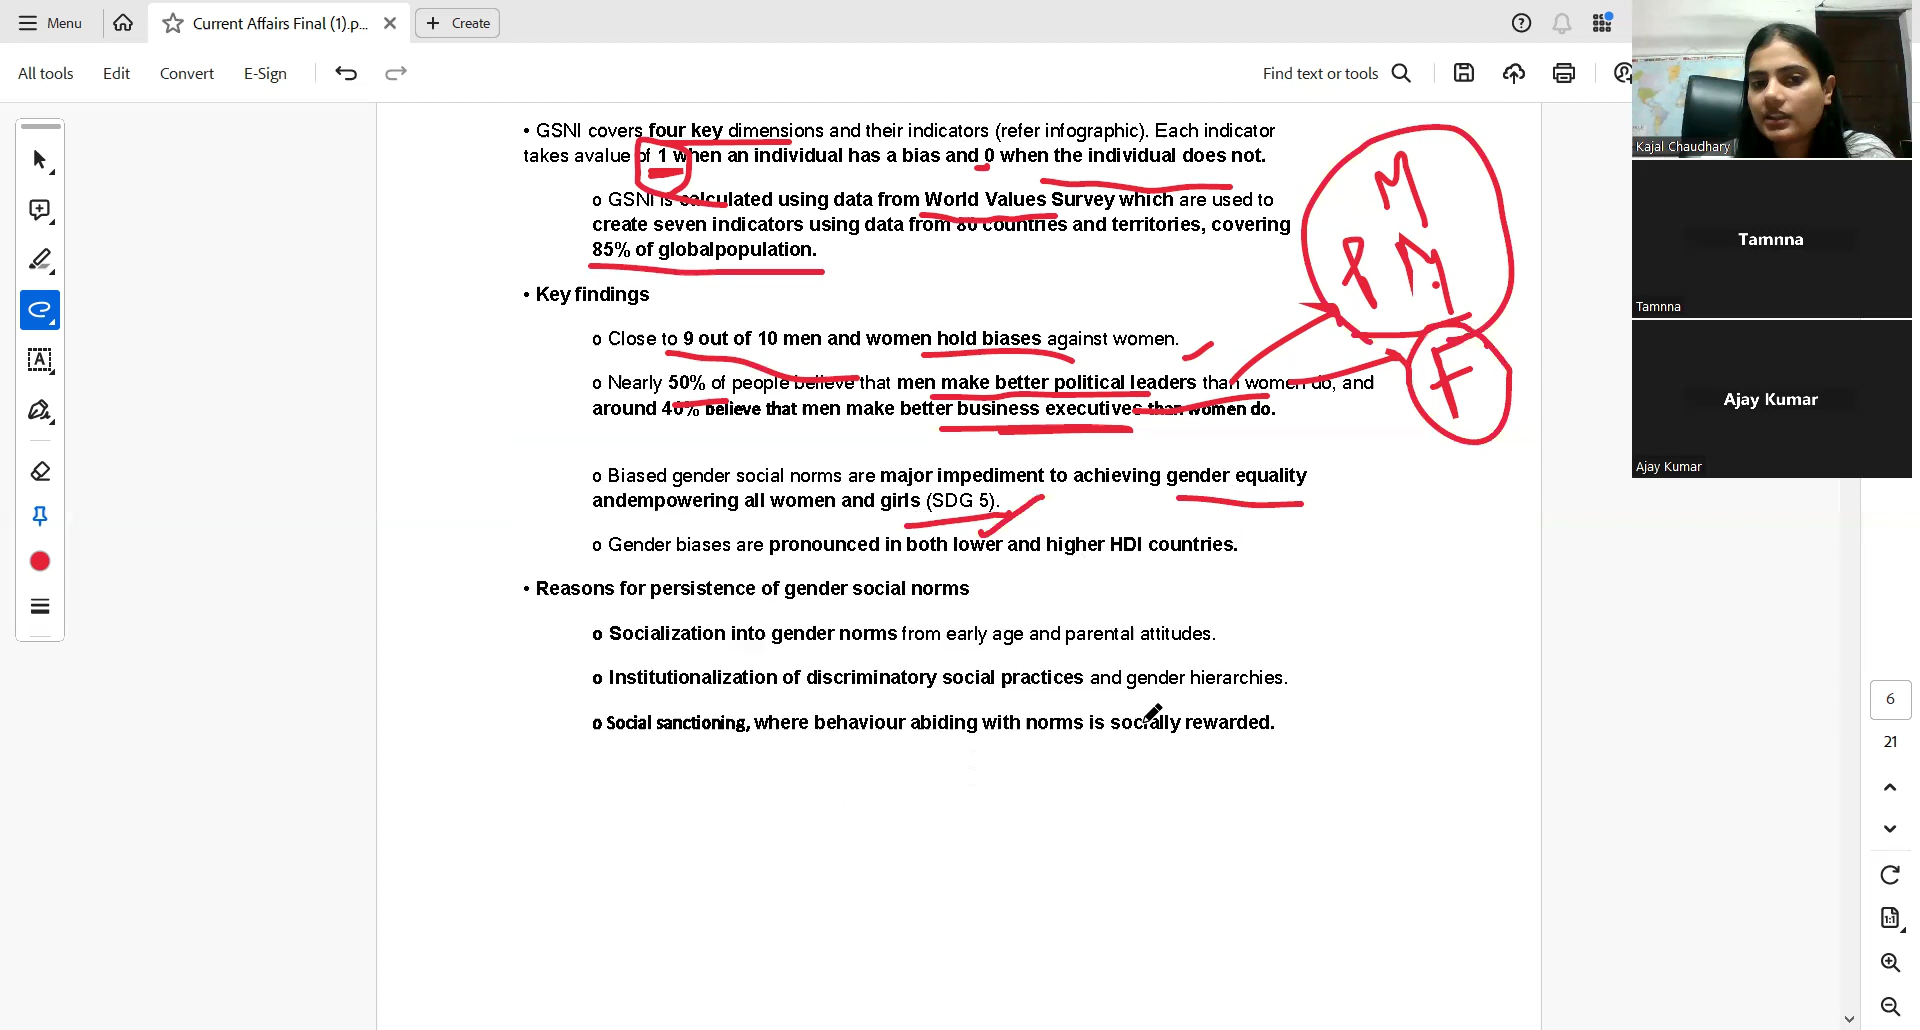 Menu
Current Affairs Final (1).p...
Create
All tools
Edit
Convert
E-Sign
Find text or tools
• GSNI covers four key dimensions and their indicators (refer infographic). Each indicator
takes avalue of 1 when an individual has a bias and 0 when the individual does not.
o GSNI is calculated using data from World Values Survey which are used to
create seven indicators using data from 80 countries and territories, covering
85% of globalpopulation.
• Key findings
o Close to 9 out of 10 men and women hold biases against women.
o Nearly 50% of people believe that men make better political leaders than women do, and
around 40% believe that men make better business executives than women do.
o Biased gender social norms are major impediment to achieving gender equality
andempowering all women and girls (SDG 5).
o Gender biases are pronounced in both lower and higher HDI countries.
• Reasons for persistence of gender social norms
o Socialization into gender norms from early age and parental attitudes.
o Institutionalization of discriminatory social practices and gender hierarchies.
o Social sanctioning, where behaviour abiding with norms is socially rewarded.
M
PM
F
Kajal Chaudhary
Tamnna
Tamnna
Ajay Kumar
Ajay Kumar
6
21
1:1